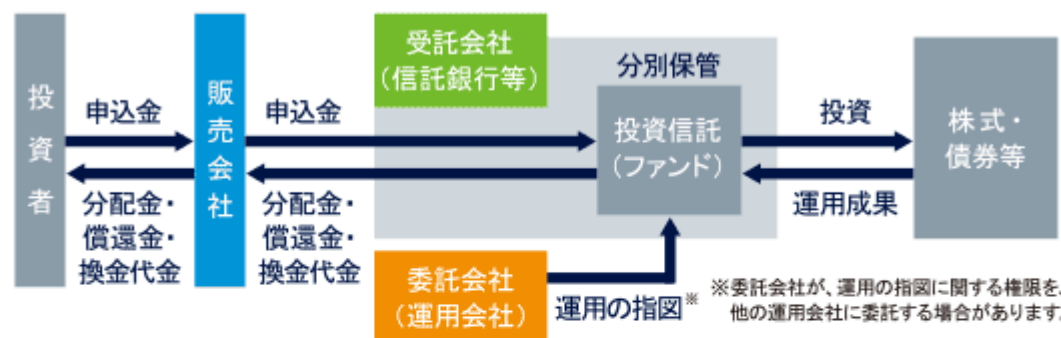 投資者
申込金
分配金・
償還金・
換金代金
販売会社
申込金
分配金・
償還金・
換金代金
受託会社
(信託銀行等)
分別保管
投資信託
(ファンド)
委託会社
(運用会社)
運用の指図※
投資
運用成果
株式・
債券等
※委託会社が、運用の指図に関する権限を、
他の運用会社に委託する場合があります。